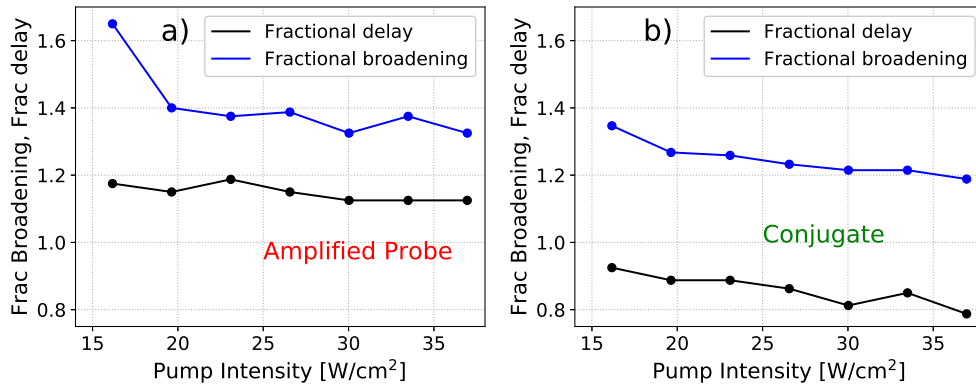 a)
Fractional delay
Fractional broadening
Amplified Probe
Frac Broadening, Frac delay
1.6
1.4
1.2
1.0
0.8
15 20 25 30 35
Pump Intensity [W/cm²]
b)
Fractional delay
Fractional broadening
Conjugate
Frac Broadening, Frac delay
1.6
1.4
1.2
1.0
0.8
15 20 25 30 35
Pump Intensity [W/cm²]